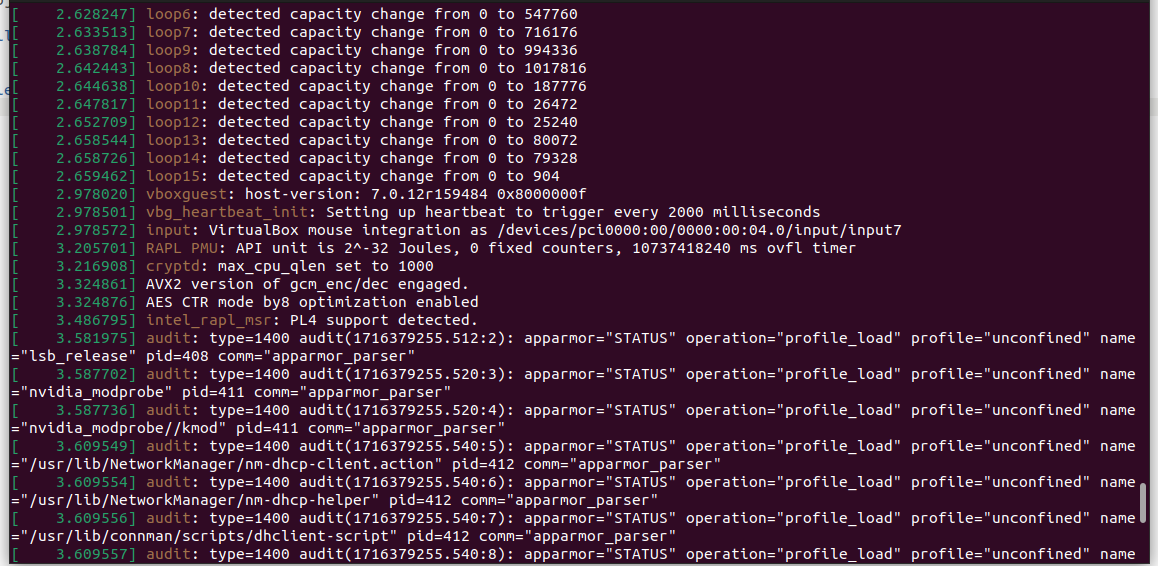 [    2.628247] loop6: detected capacity change from 0 to 547760
[    2.633513] loop7: detected capacity change from 0 to 716176
[    2.638784] loop9: detected capacity change from 0 to 994336
[    2.642443] loop8: detected capacity change from 0 to 1017816
[    2.644638] loop10: detected capacity change from 0 to 187776
[    2.647817] loop11: detected capacity change from 0 to 26472
[    2.652709] loop12: detected capacity change from 0 to 25240
[    2.658544] loop13: detected capacity change from 0 to 80072
[    2.658726] loop14: detected capacity change from 0 to 79328
[    2.659462] loop15: detected capacity change from 0 to 904
[    2.978020] vboxguest: host-version: 7.0.12r159484 0x8000000f
[    2.978501] vbg_heartbeat_init: Setting up heartbeat to trigger every 2000 milliseconds
[    2.978572] input: VirtualBox mouse integration as /devices/pci0000:00/0000:00:04.0/input/input7
[    3.205701] RAPL PMU: API unit is 2^-32 Joules, 0 fixed counters, 10737418240 ms ovfl timer
[    3.216908] cryptd: max_cpu_qlen set to 1000
[    3.324861] AVX2 version of gcm_enc/dec engaged.
[    3.324876] AES CTR mode by8 optimization enabled
[    3.486795] intel_rapl_msr: PL4 support detected.
[    3.581975] audit: type=1400 audit(1716379255.512:2): apparmor="STATUS" operation="profile_load" profile="unconfined" name
="lsb_release" pid=408 comm="apparmor_parser"
[    3.587702] audit: type=1400 audit(1716379255.520:3): apparmor="STATUS" operation="profile_load" profile="unconfined" name
="nvidia_modprobe" pid=411 comm="apparmor_parser"
[    3.587736] audit: type=1400 audit(1716379255.520:4): apparmor="STATUS" operation="profile_load" profile="unconfined" name
="nvidia_modprobe//kmod" pid=411 comm="apparmor_parser"
[    3.609549] audit: type=1400 audit(1716379255.540:5): apparmor="STATUS" operation="profile_load" profile="unconfined" name
="/usr/lib/NetworkManager/nm-dhcp-client.action" pid=412 comm="apparmor_parser"
[    3.609554] audit: type=1400 audit(1716379255.540:6): apparmor="STATUS" operation="profile_load" profile="unconfined" name
="/usr/lib/NetworkManager/nm-dhcp-helper" pid=412 comm="apparmor_parser"
[    3.609556] audit: type=1400 audit(1716379255.540:7): apparmor="STATUS" operation="profile_load" profile="unconfined" name
="/usr/lib/connman/scripts/dhclient-script" pid=412 comm="apparmor_parser"
[    3.609557] audit: type=1400 audit(1716379255.540:8): apparmor="STATUS" operation="profile_load" profile="unconfined" name